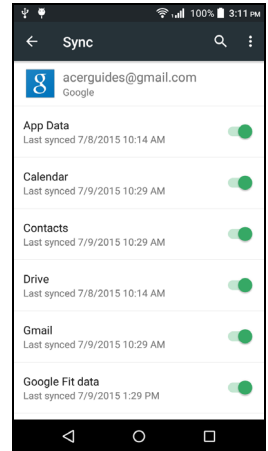 100% 3:11 PM
Sync
8
acerguides@gmail.com
Google
App Data
Last synced 7/8/2015 10:14 AM
Calendar
Last synced 7/9/2015 10:29 AM
Contacts
Last synced 7/9/2015 10:29 AM
Drive
Last synced 7/8/2015 10:14 AM
Gmail
Last synced 7/9/2015 10:29 AM
Google Fit data
Last synced 7/9/2015 1:29 PM